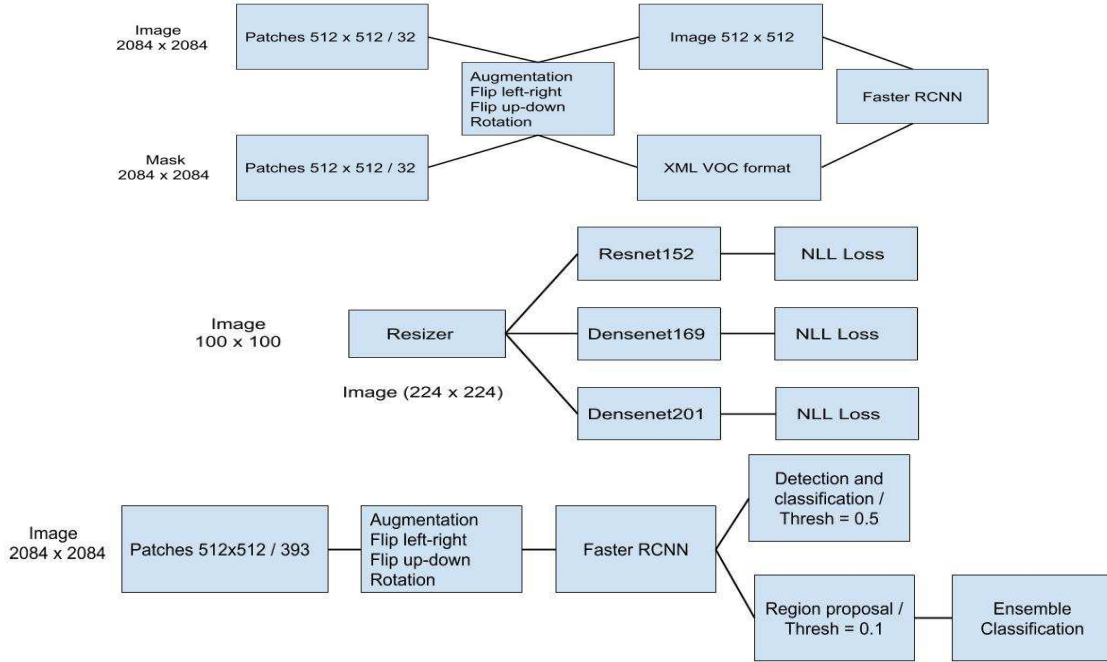 Image
2084 x 2084
Patches 512 x 512 / 32
Image 512 x 512
Augmentation
Flip left-right
Flip up-down
Rotation
Faster RCNN
Mask
2084 x 2084
Patches 512 x 512 / 32
XML VOC format
Image
100 x 100
Resizer
Image (224 x 224)
Resnet152
NLL Loss
Densenet169
NLL Loss
Densenet201
NLL Loss
Image
2084 x 2084
Patches 512x512 / 393
Augmentation
Flip left-right
Flip up-down
Rotation
Faster RCNN
Detection and
classification /
Thresh = 0.5
Region proposal /
Thresh = 0.1
Ensemble
Classification